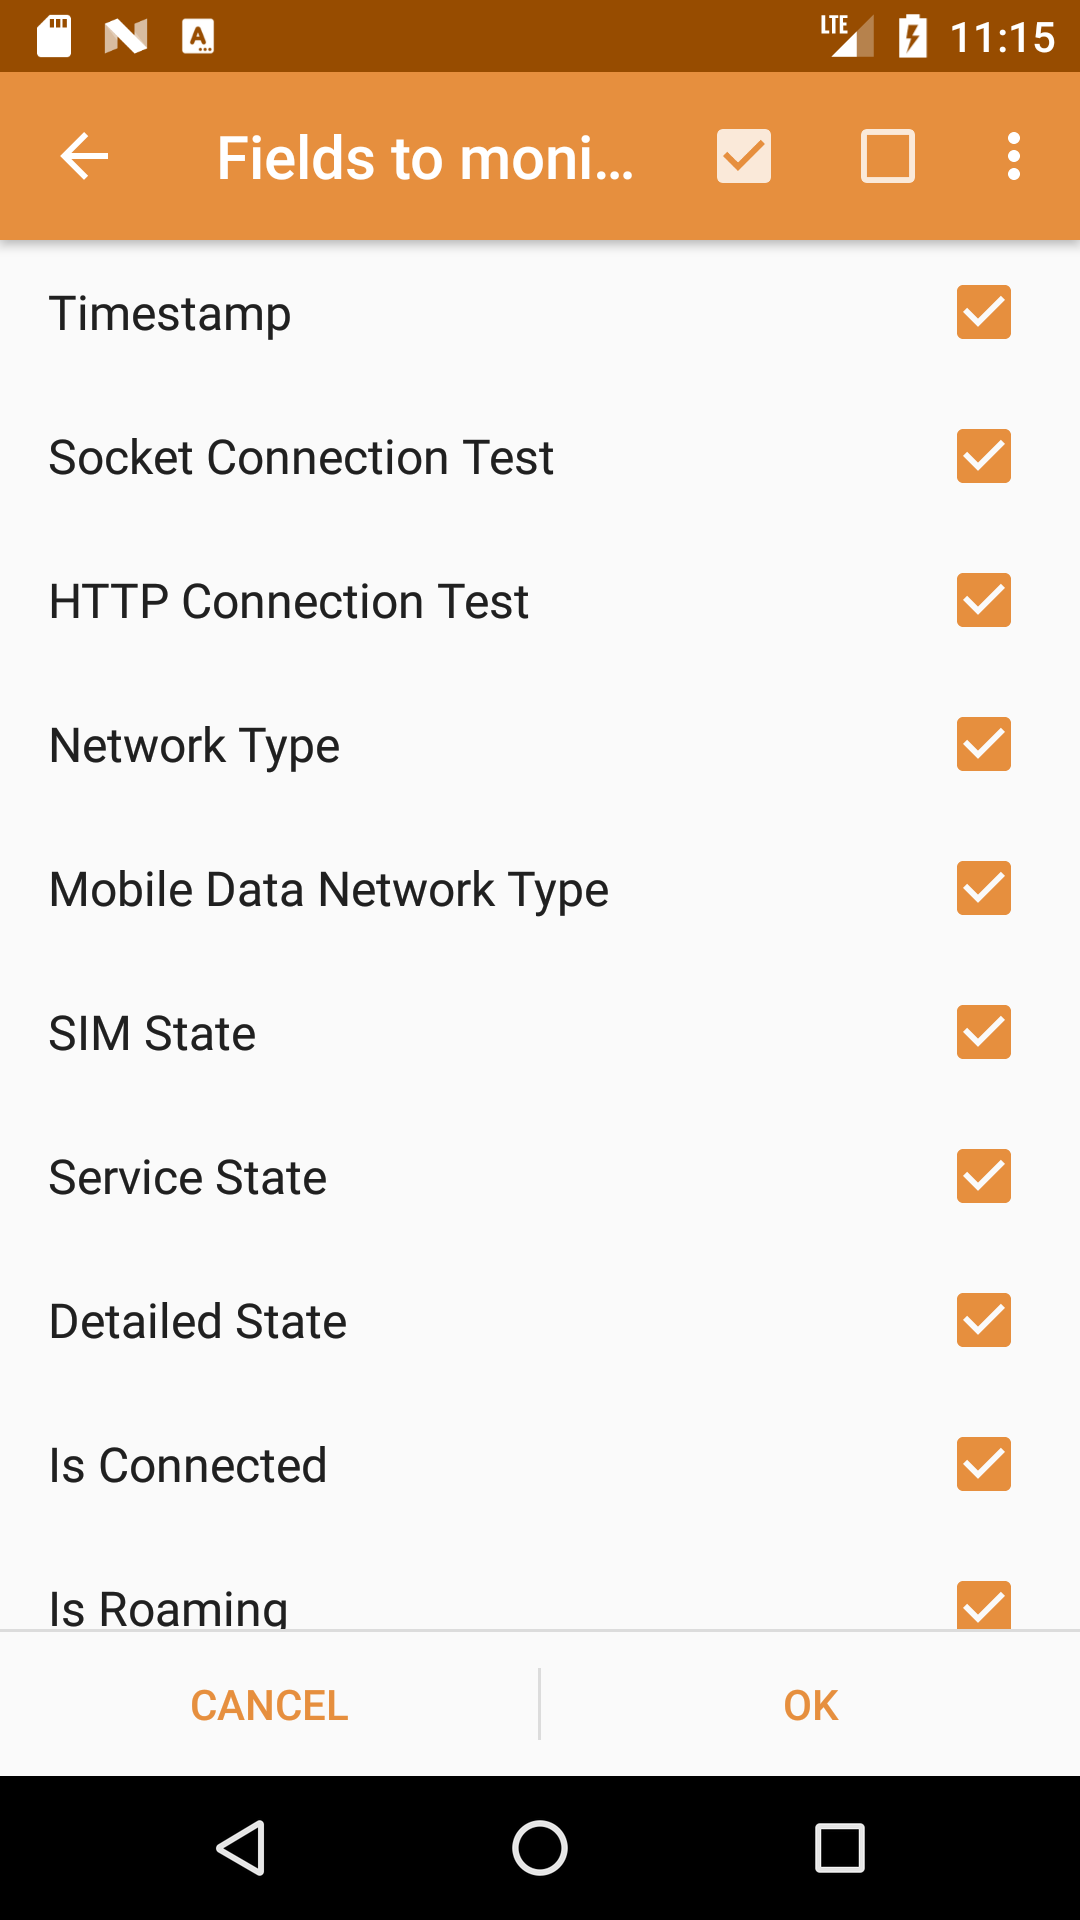 LTE 11:15
Fields to moni...
Timestamp
Socket Connection Test
HTTP Connection Test
Network Type
Mobile Data Network Type
SIM State
Service State
Detailed State
Is Connected
Is Roaming
CANCEL
OK